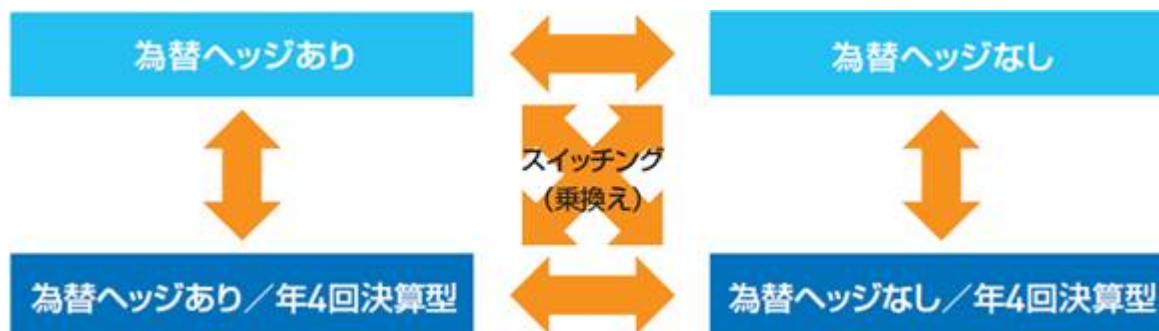 為替ヘッジあり
為替ヘッジなし
スイッチング
(乗換え)
為替ヘッジあり／年4回決算型
為替ヘッジなし／年4回決算型